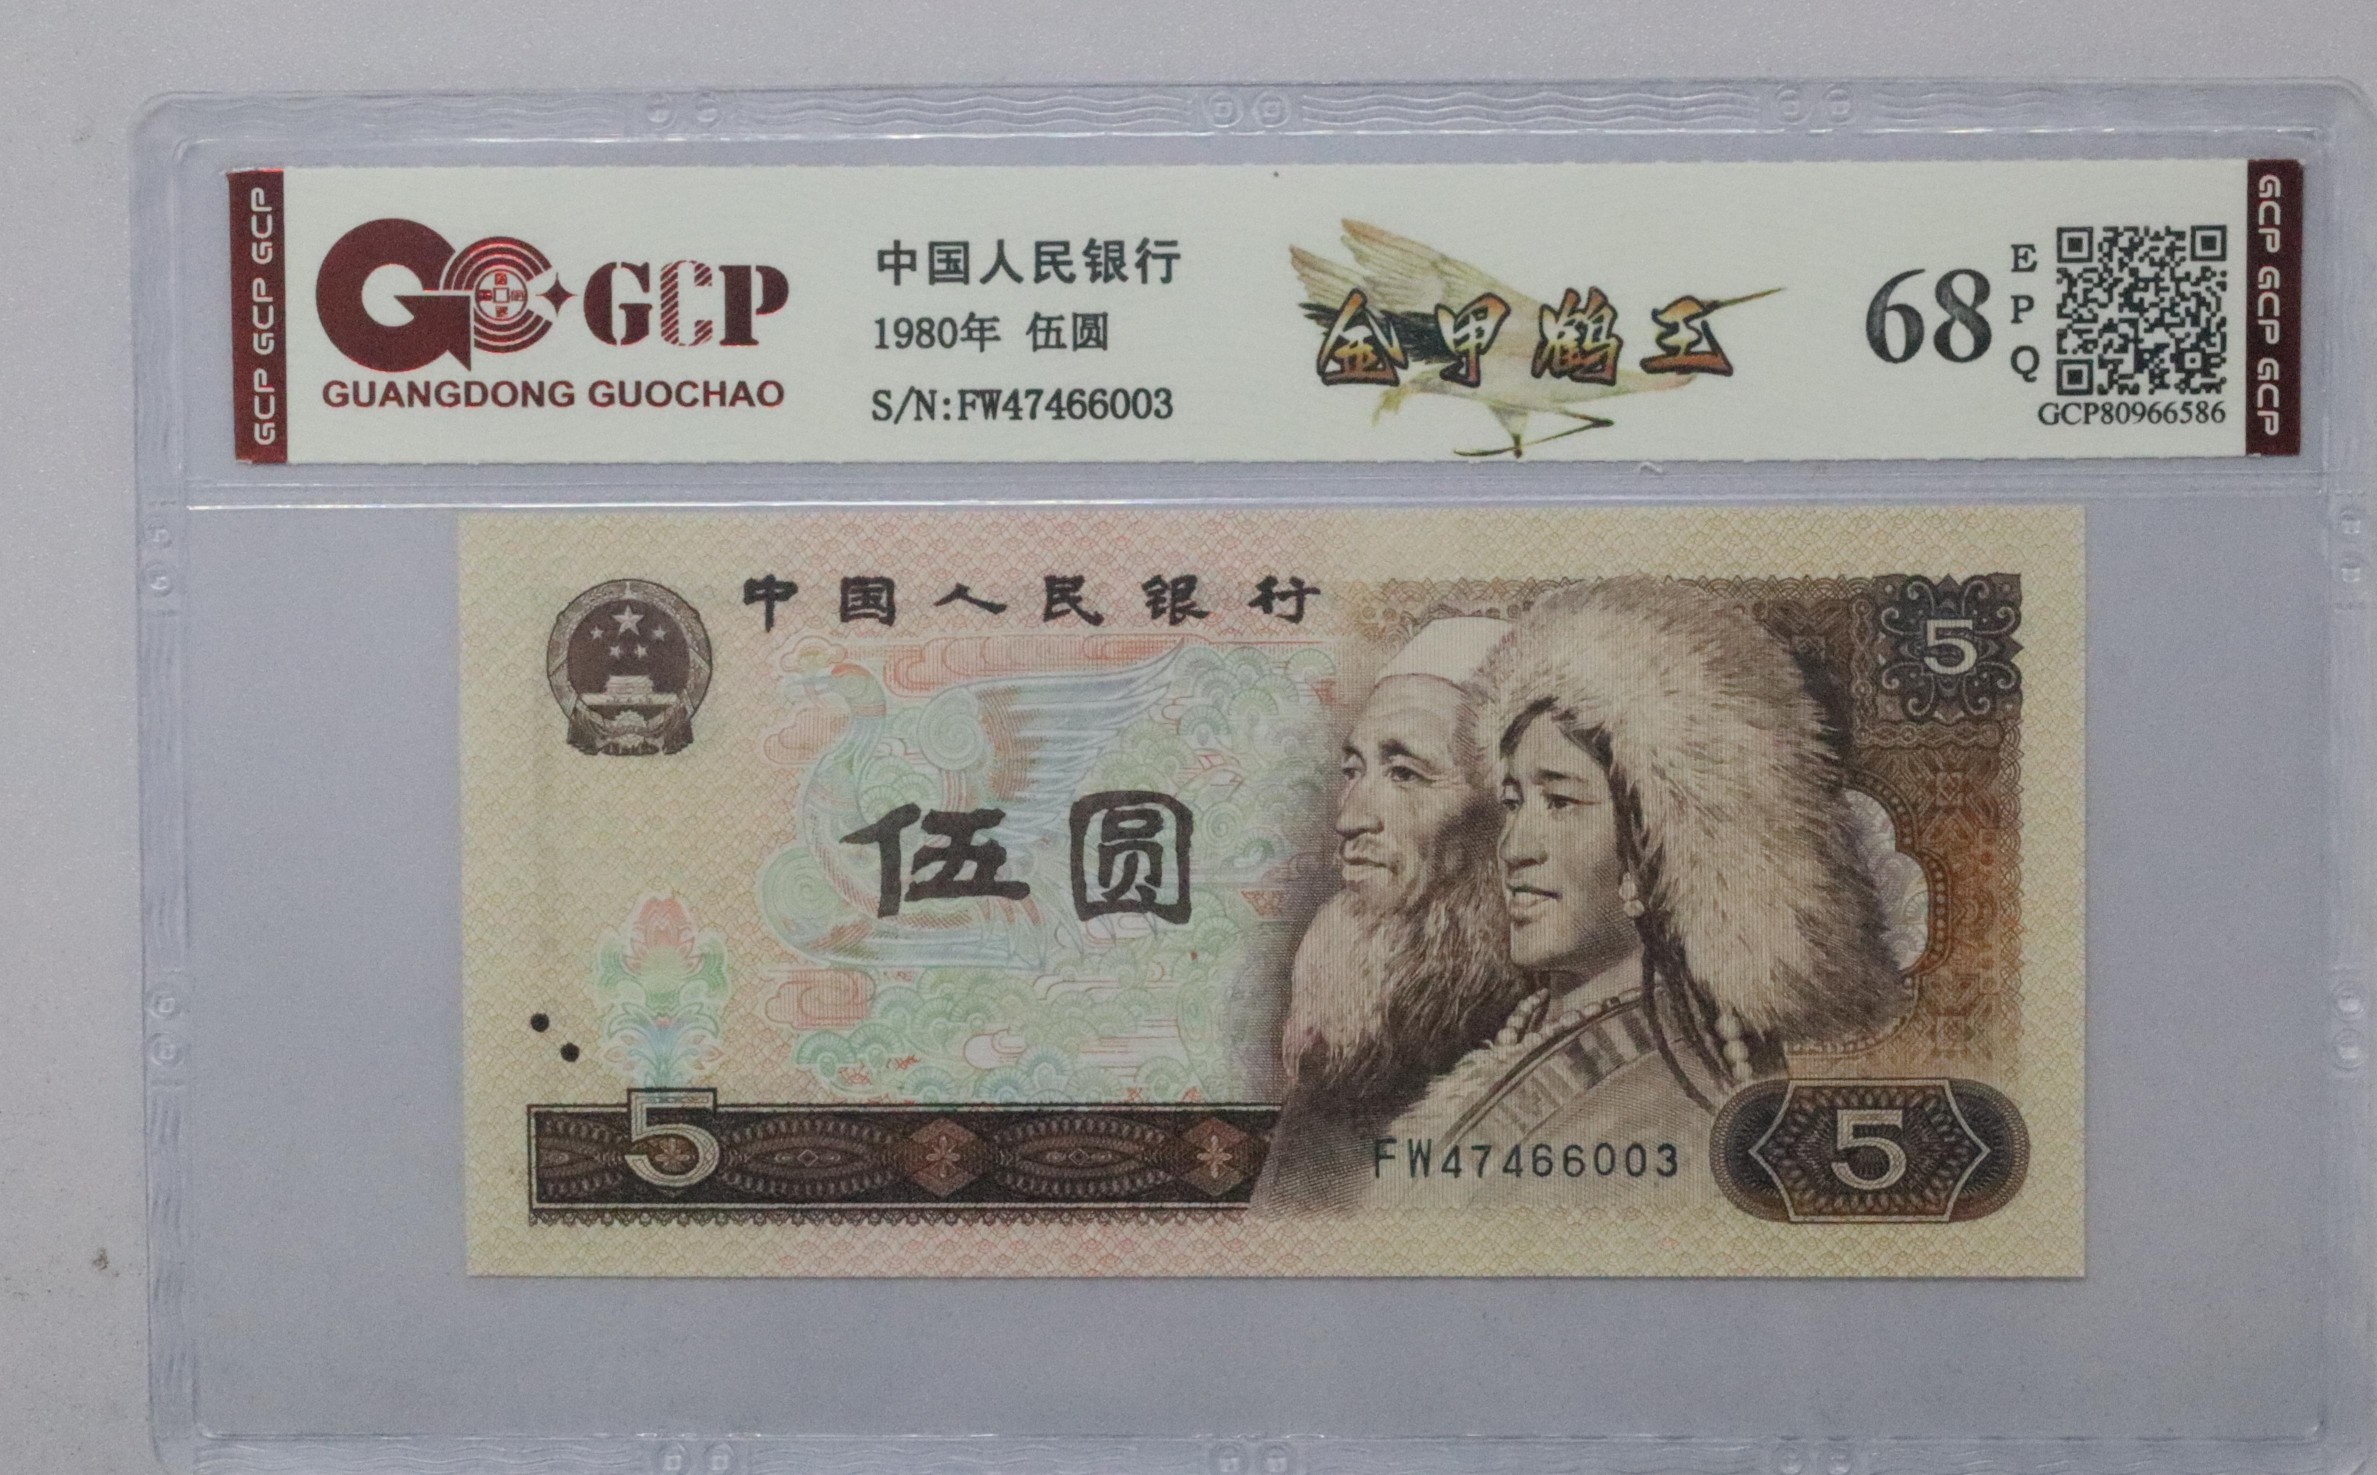 GCP GCP GCP
GCP
GUANGDONG GUOCHAO
中国人民银行
1980年 伍圆
S/N:FW47466003
金甲鹤王
68
EPQ
GCP80966586
GCP GCP GCP
中国人民银行
5
伍圆
5
FW47466003
5